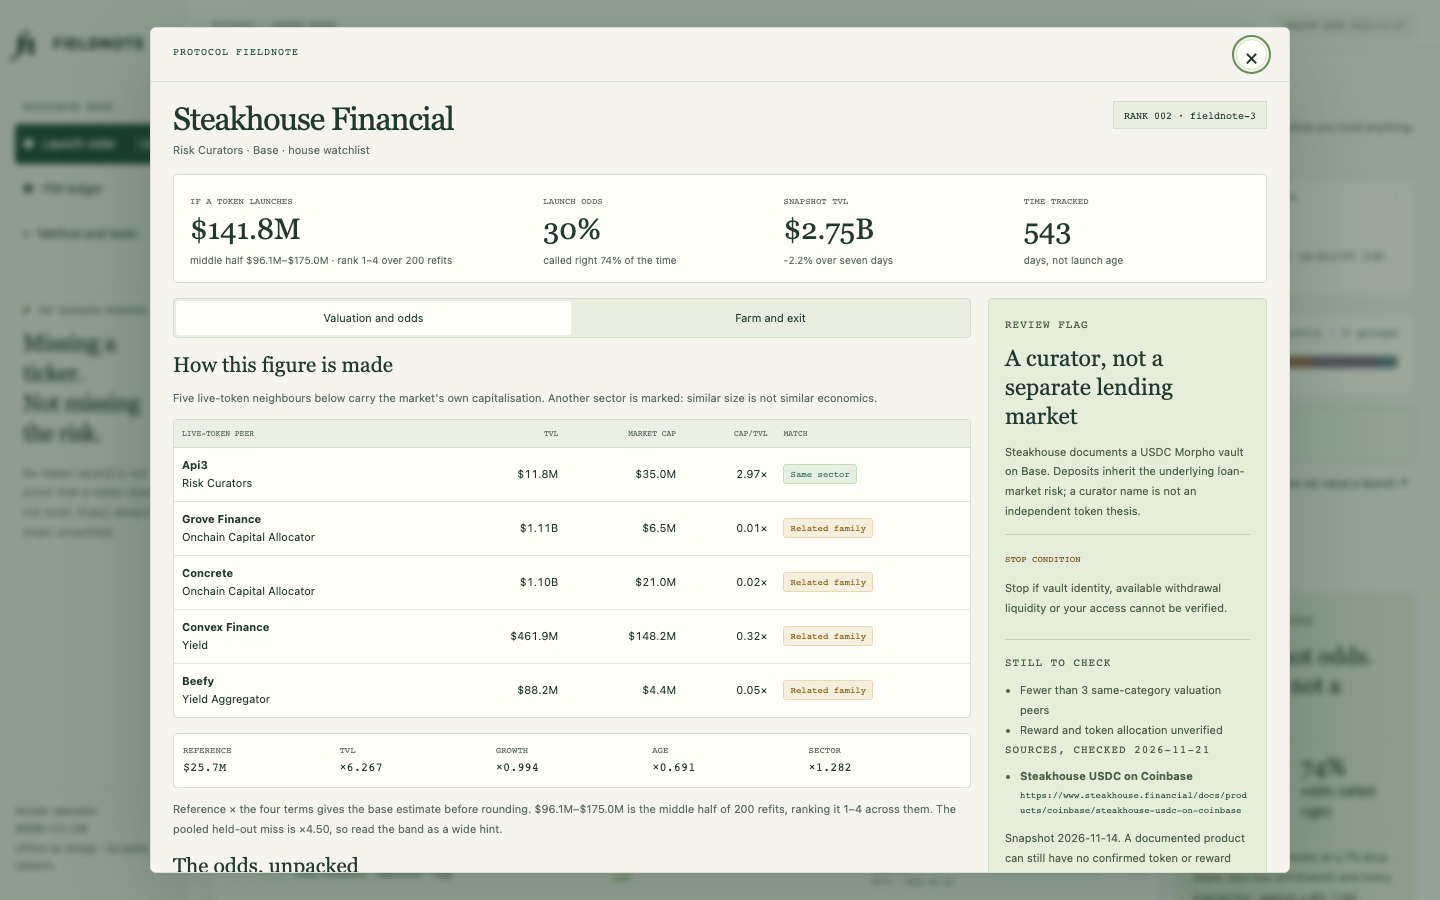 FIELDNOTE
PROTOCOL FIELDNOTE
×
Steakhouse Financial
RANK 002 · fieldnote-3
Risk Curators · Base · house watchlist
IF A TOKEN LAUNCHES
$141.8M
middle half $96.1M–$175.0M · rank 1–4 over 200 refits
LAUNCH ODDS
30%
called right 74% of the time
SNAPSHOT TVL
$2.75B
-2.2% over seven days
TIME TRACKED
543
days, not launch age
Valuation and odds
Farm and exit
How this figure is made
Five live-token neighbours below carry the market's own capitalisation. Another sector is marked: similar size is not similar economics.
LIVE-TOKEN PEER TVL MARKET CAP CAP/TVL MATCH
Api3
Risk Curators
$11.8M $35.0M 2.97× Same sector
Grove Finance
Onchain Capital Allocator
$1.11B $6.5M 0.01× Related family
Concrete
Onchain Capital Allocator
$1.10B $21.0M 0.02× Related family
Convex Finance
Yield
$461.9M $148.2M 0.32× Related family
Beefy
Yield Aggregator
$88.2M $4.4M 0.05× Related family
REFERENCE TVL GROWTH AGE SECTOR
$25.7M ×6.267 ×0.994 ×0.691 ×1.282
Reference × the four terms gives the base estimate before rounding. $96.1M–$175.0M is the middle half of 200 refits, ranking it 1–4 across them. The
pooled held-out miss is ×4.50, so read the band as a wide hint.
The odds, unpacked
REVIEW FLAG
A curator, not a
separate lending
market
Steakhouse documents a USDC Morpho vault
on Base. Deposits inherit the underlying loan-
market risk; a curator name is not an
independent token thesis.
STOP CONDITION
Stop if vault identity, available withdrawal
liquidity or your access cannot be verified.
STILL TO CHECK
• Fewer than 3 same-category valuation
peers
• Reward and token allocation unverified
SOURCES, CHECKED 2026-11-21
• Steakhouse USDC on Coinbase
https://www.steakhouse.financial/docs/prod
ucts/coinbase/steakhouse-usdc-on-coinbase
Snapshot 2026-11-14. A documented product
can still have no confirmed token or reward
Launch radar
Method and tests
Missing a
ticker.
Not missing
the risk.
74%
odds called
right